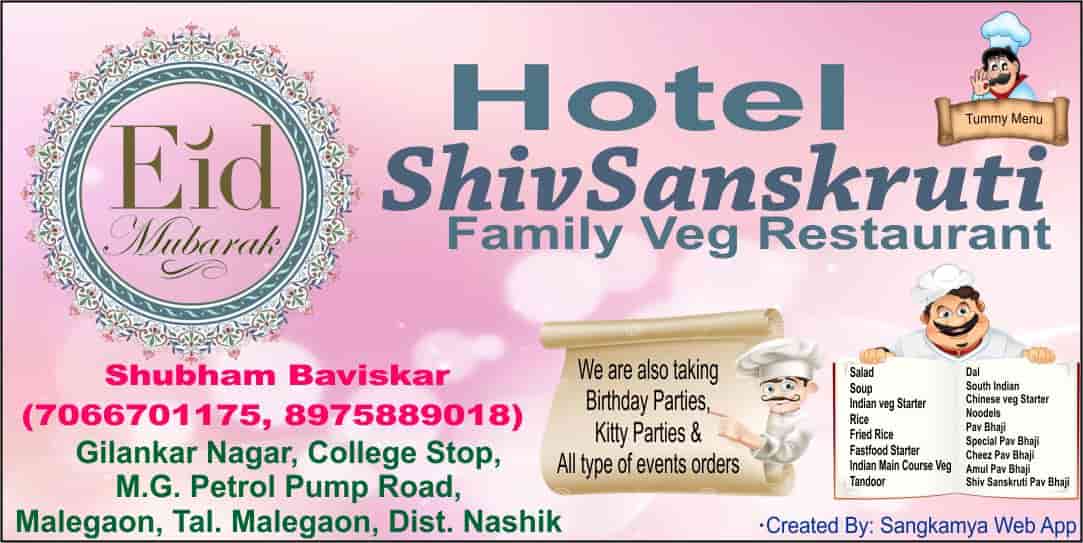 Eid
Mubarak
Hotel
ShivSanskruti
Family Veg Restaurant
Tummy Menu
Shubham Baviskar
(7066701175, 8975889018)
Gilankar Nagar, College Stop,
M.G. Petrol Pump Road,
Malegaon, Tal. Malegaon, Dist. Nashik
We are also taking
Birthday Parties,
Kitty Parties &
All type of events orders
Salad
Soup
Indian veg Starter
Rice
Fried Rice
Fastfood Starter
Indian Main Course Veg
Tandoor
Dal
South Indian
Chinese veg Starter
Noodels
Pav Bhaji
Special Pav Bhaji
Cheez Pav Bhaji
Amul Pav Bhaji
Shiv Sanskruti Pav Bhaji
·Created By: Sangkamya Web App